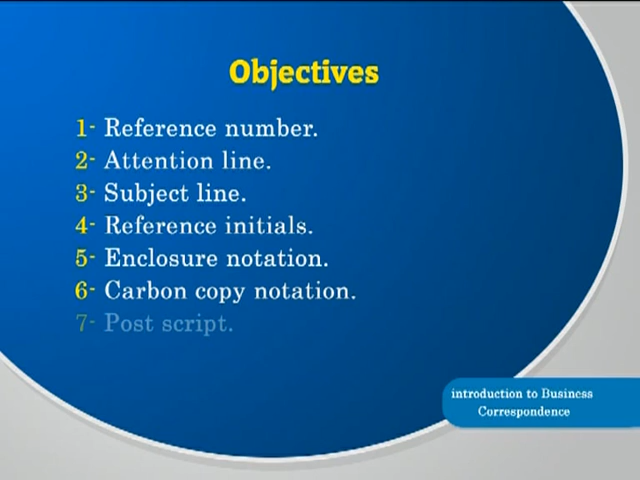 Objectives
1- Reference number.
2- Attention line.
3- Subject line.
4- Reference initials.
5- Enclosure notation.
6- Carbon copy notation.
7- Post script.
introduction to Business
Correspondence